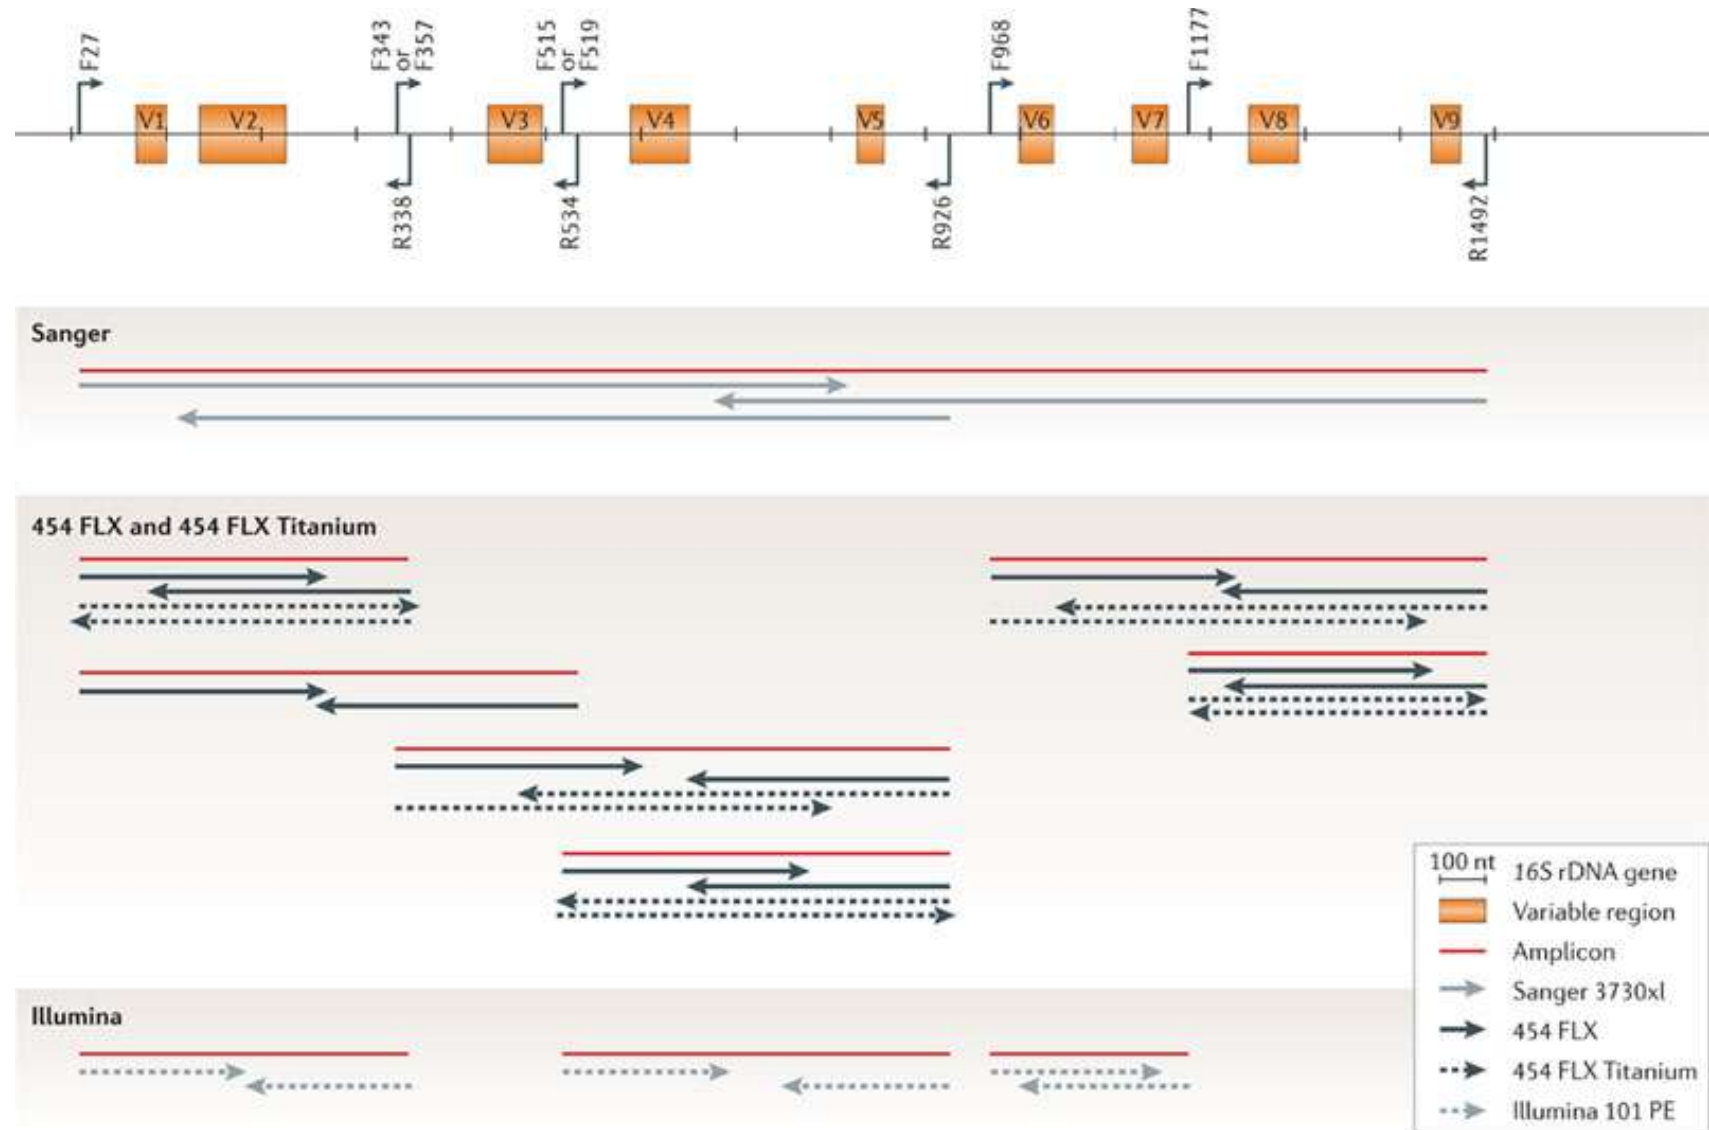 F27
F343
or
F357
F515
or
F519
F968
F1177
V1
V2
V3
V4
V5
V6
V7
V8
V9
R338
R534
R926
R1492
Sanger
454 FLX and 454 FLX Titanium
Illumina
100 nt
16S rDNA gene
Variable region
Amplicon
Sanger 3730xl
454 FLX
454 FLX Titanium
Illumina 101 PE